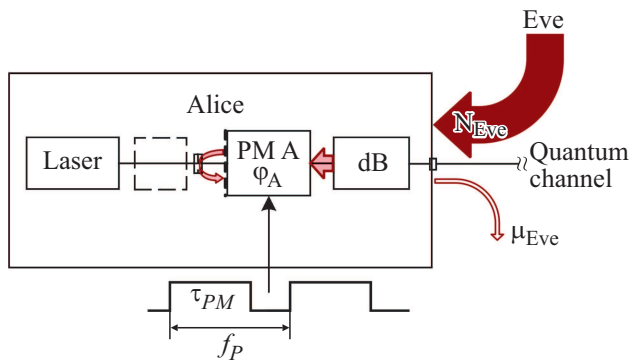 Eve
Alice
N_Eve
Laser
PM A
φ_A
dB
Quantum
channel
μ_Eve
τ_PM
f_P